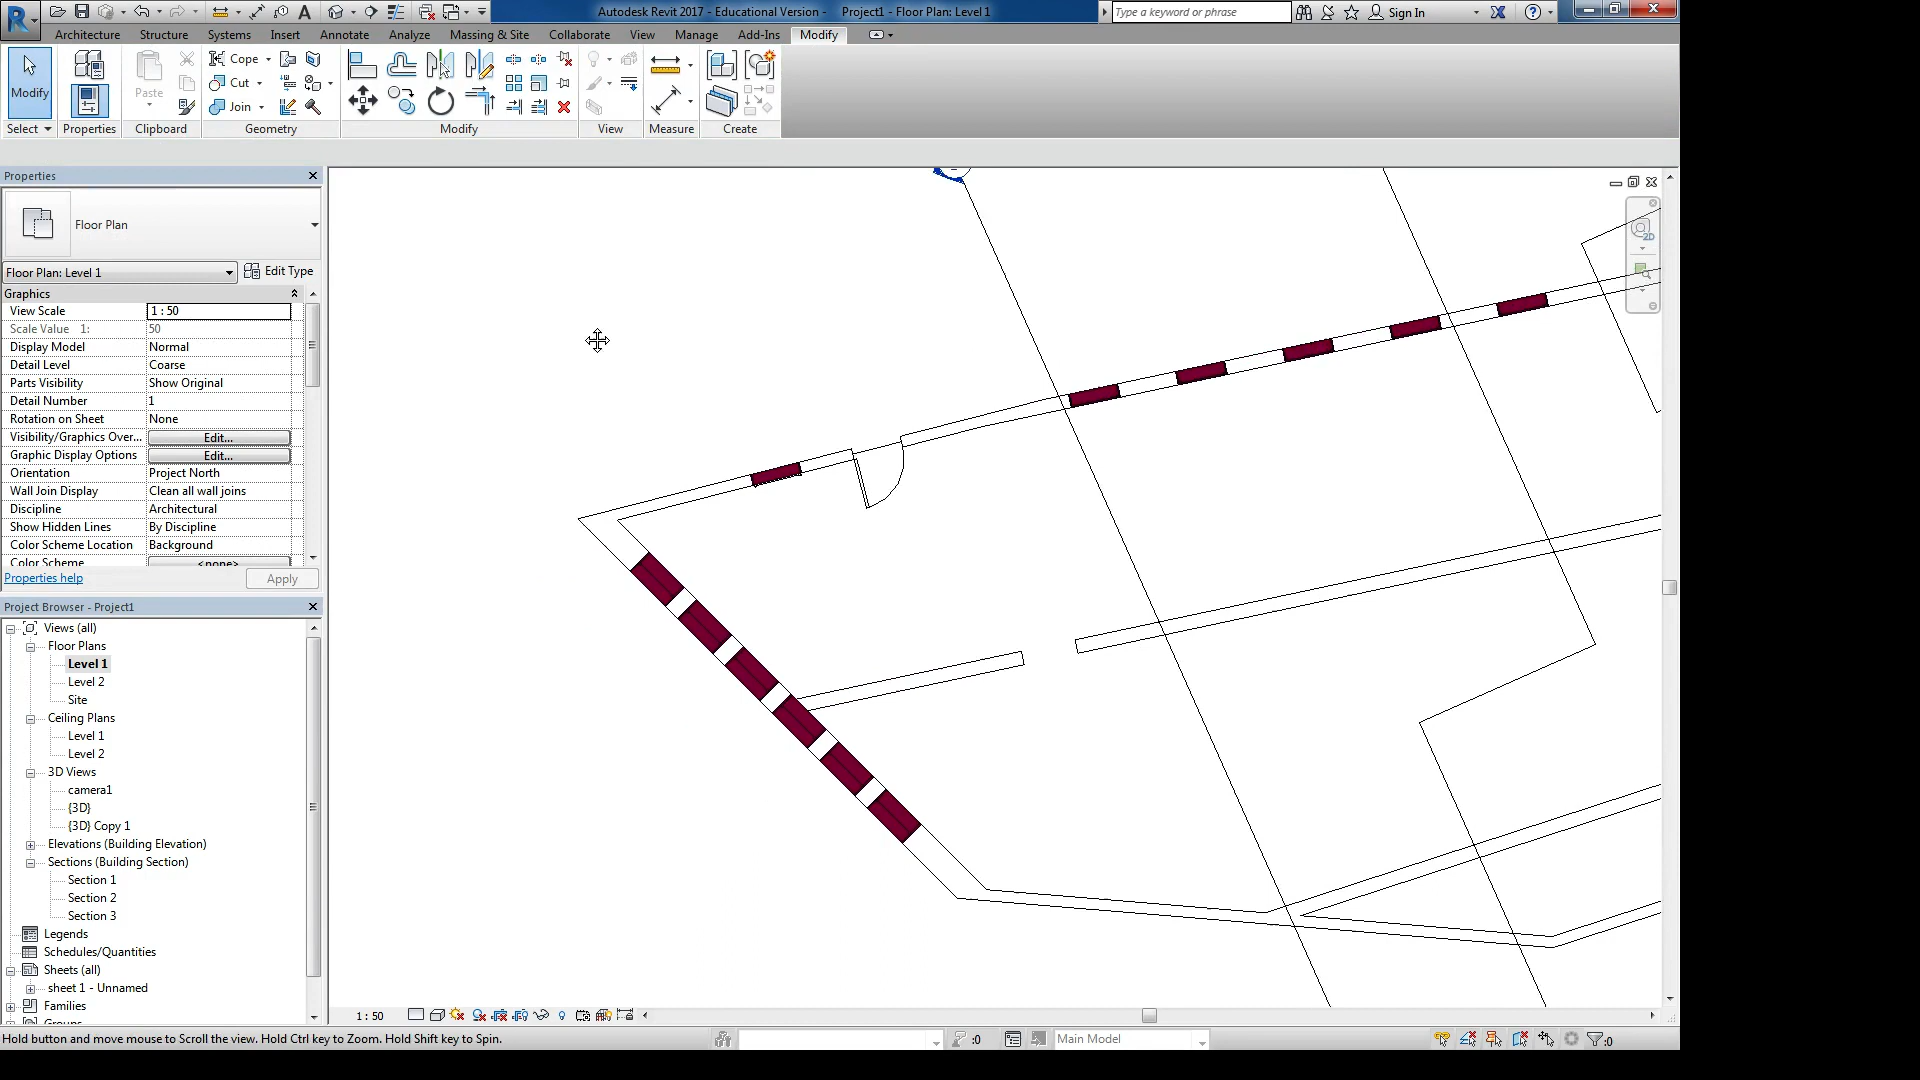 Autodesk Revit 2017 - Educational Version - Project1 - Floor Plan: Level 1
Type a keyword or phrase
Sign In
Architecture Structure Systems Insert Annotate Analyze Massing & Site Collaborate View Manage Add-Ins Modify
Modify
Paste
Cope
Cut
Join
Select Properties Clipboard Geometry Modify View Measure Create
Properties
Floor Plan
Floor Plan: Level 1 Edit Type
Graphics
View Scale 1 : 50
Scale Value 1: 50
Display Model Normal
Detail Level Coarse
Parts Visibility Show Original
Detail Number 1
Rotation on Sheet None
Visibility/Graphics Over... Edit...
Graphic Display Options Edit...
Orientation Project North
Wall Join Display Clean all wall joins
Discipline Architectural
Show Hidden Lines By Discipline
Color Scheme Location Background
Color Scheme <none>
Properties help Apply
Project Browser - Project1
Views (all)
Floor Plans
Level 1
Level 2
Site
Ceiling Plans
Level 1
Level 2
3D Views
camera1
{3D}
{3D} Copy 1
Elevations (Building Elevation)
Sections (Building Section)
Section 1
Section 2
Section 3
Legends
Schedules/Quantities
Sheets (all)
sheet 1 - Unnamed
Families
Groups
2D
1 : 50
Hold button and move mouse to Scroll the view. Hold Ctrl key to Zoom. Hold Shift key to Spin.
:0
Main Model
:0